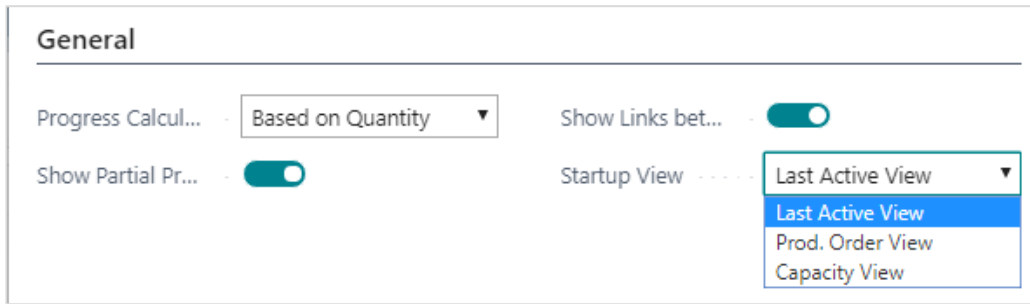 General
Progress Calcul...
Based on Quantity
Show Links bet...
Show Partial Pr...
Startup View
Last Active View
Last Active View
Prod. Order View
Capacity View